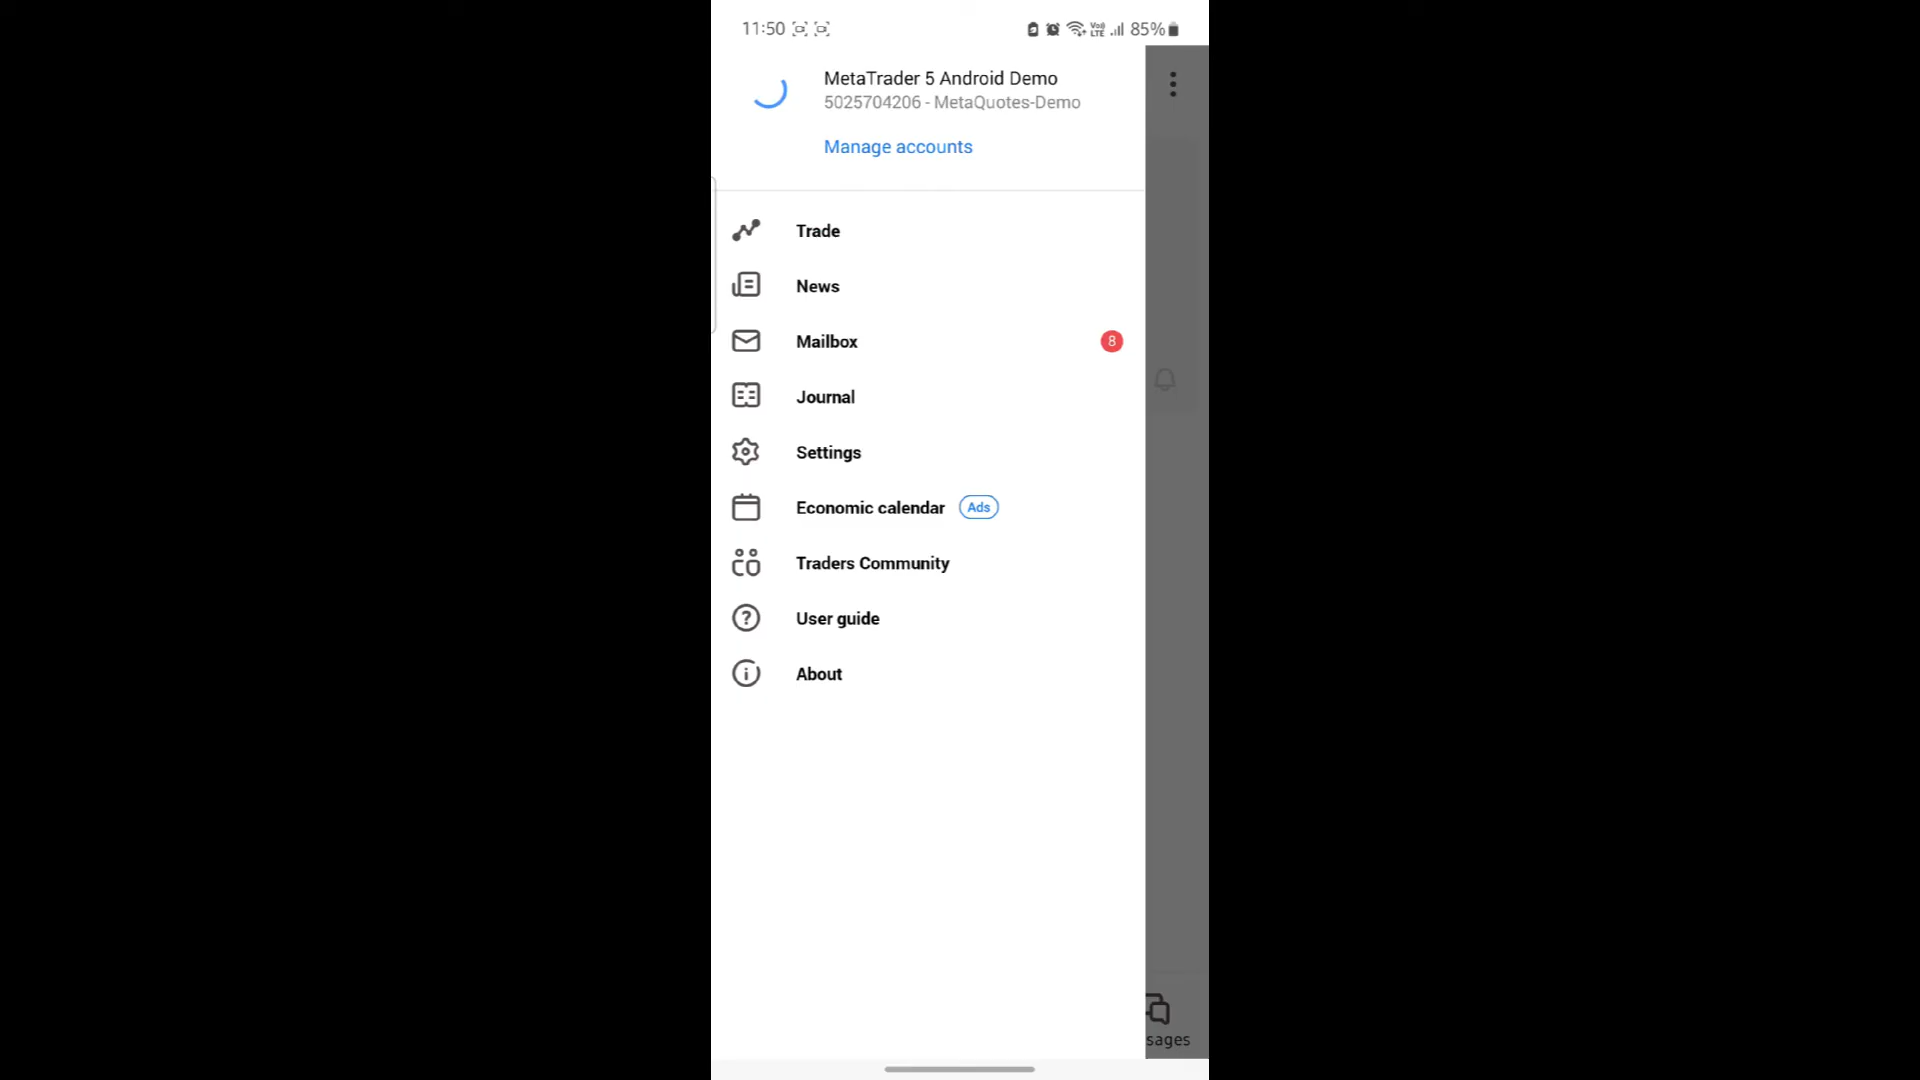 11:50 85%
MetaTrader 5 Android Demo
5025704206 - MetaQuotes-Demo
Manage accounts
Trade
News
Mailbox 8
Journal
Settings
Economic calendar Ads
Traders Community
User guide
About
sages